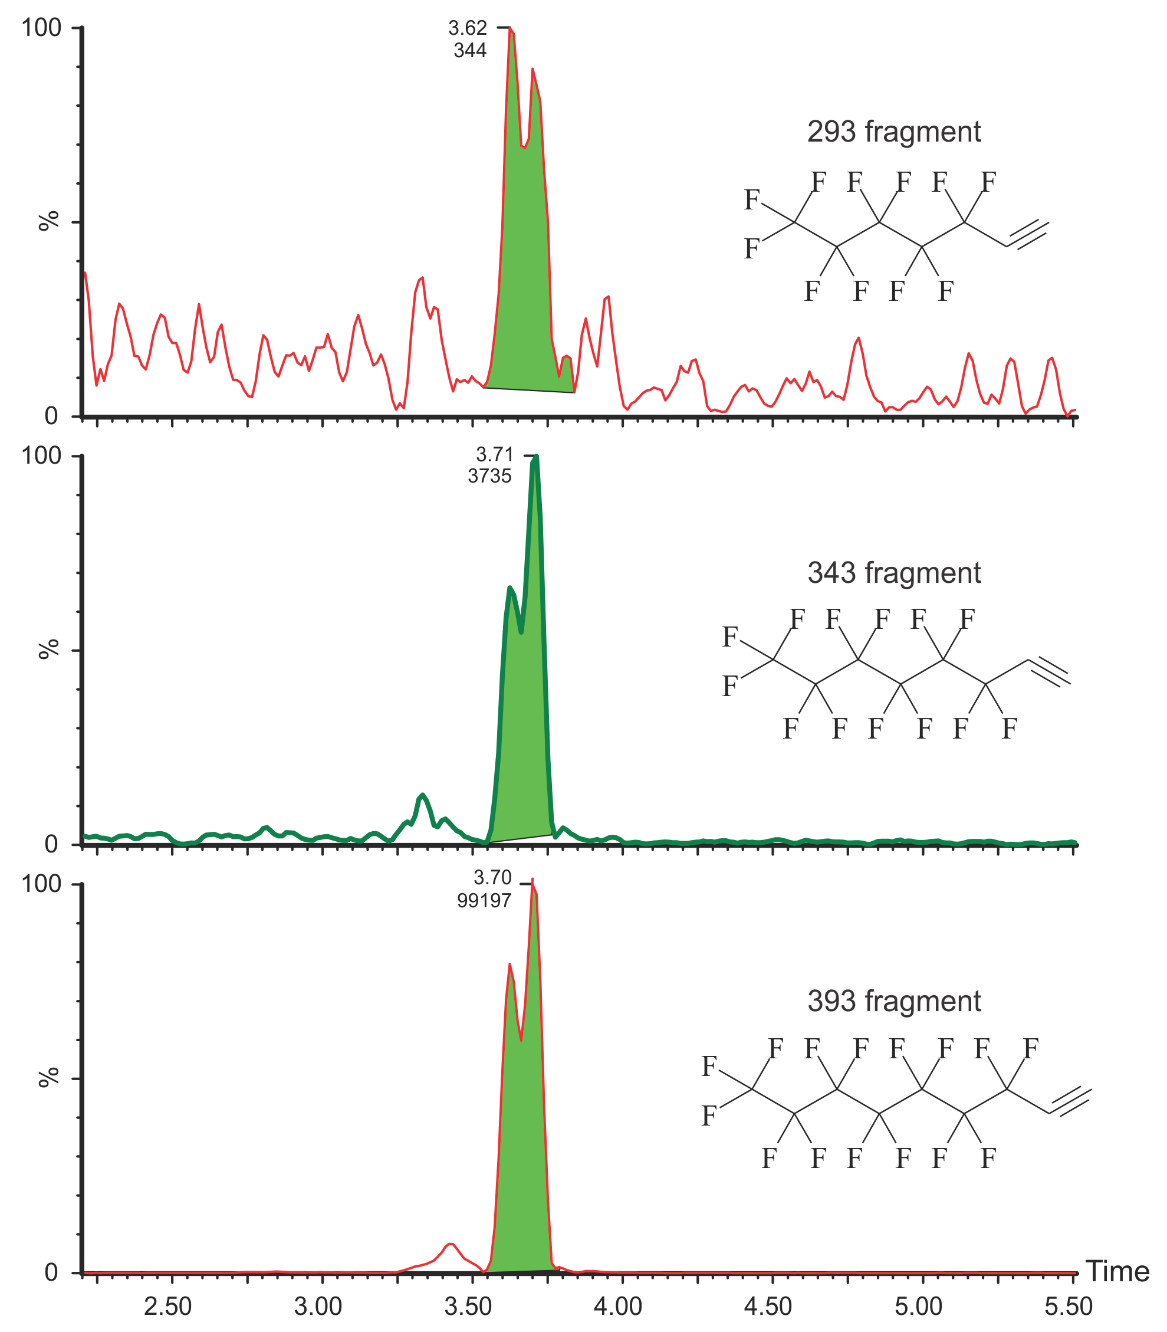 100
3.62
344
%
0
293 fragment
F F F F F F
F
F F F F
100
3.71
3735
%
0
343 fragment
F F F F F F
F
F F F F F F
100
3.70
99197
%
0
393 fragment
F F F F F F F F
F
F F F F F F
2.50 3.00 3.50 4.00 4.50 5.00 5.50
Time